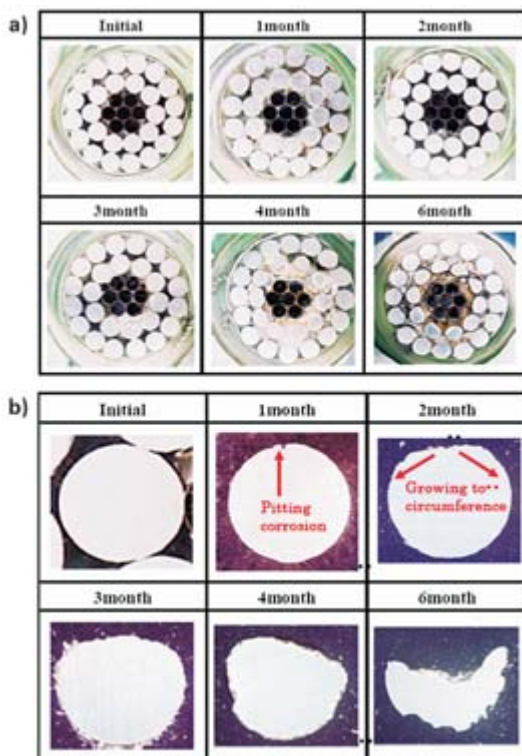 a)
Initial
1month
2month
3month
4month
6month
b)
Initial
1month
2month
Pitting
corrosion
Growing to
circumference
3month
4month
6month